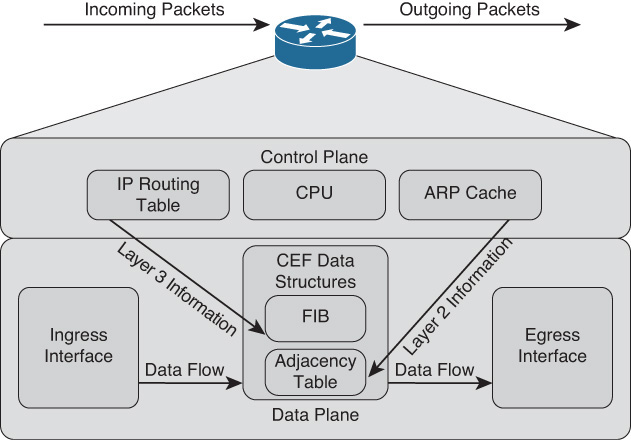 Incoming Packets
Outgoing Packets
Control Plane
IP Routing
Table
CPU
ARP Cache
Layer 3 Information
Layer 2 Information
CEF Data
Structures
FIB
Adjacency
Table
Ingress
Interface
Data Flow
Data Flow
Egress
Interface
Data Plane